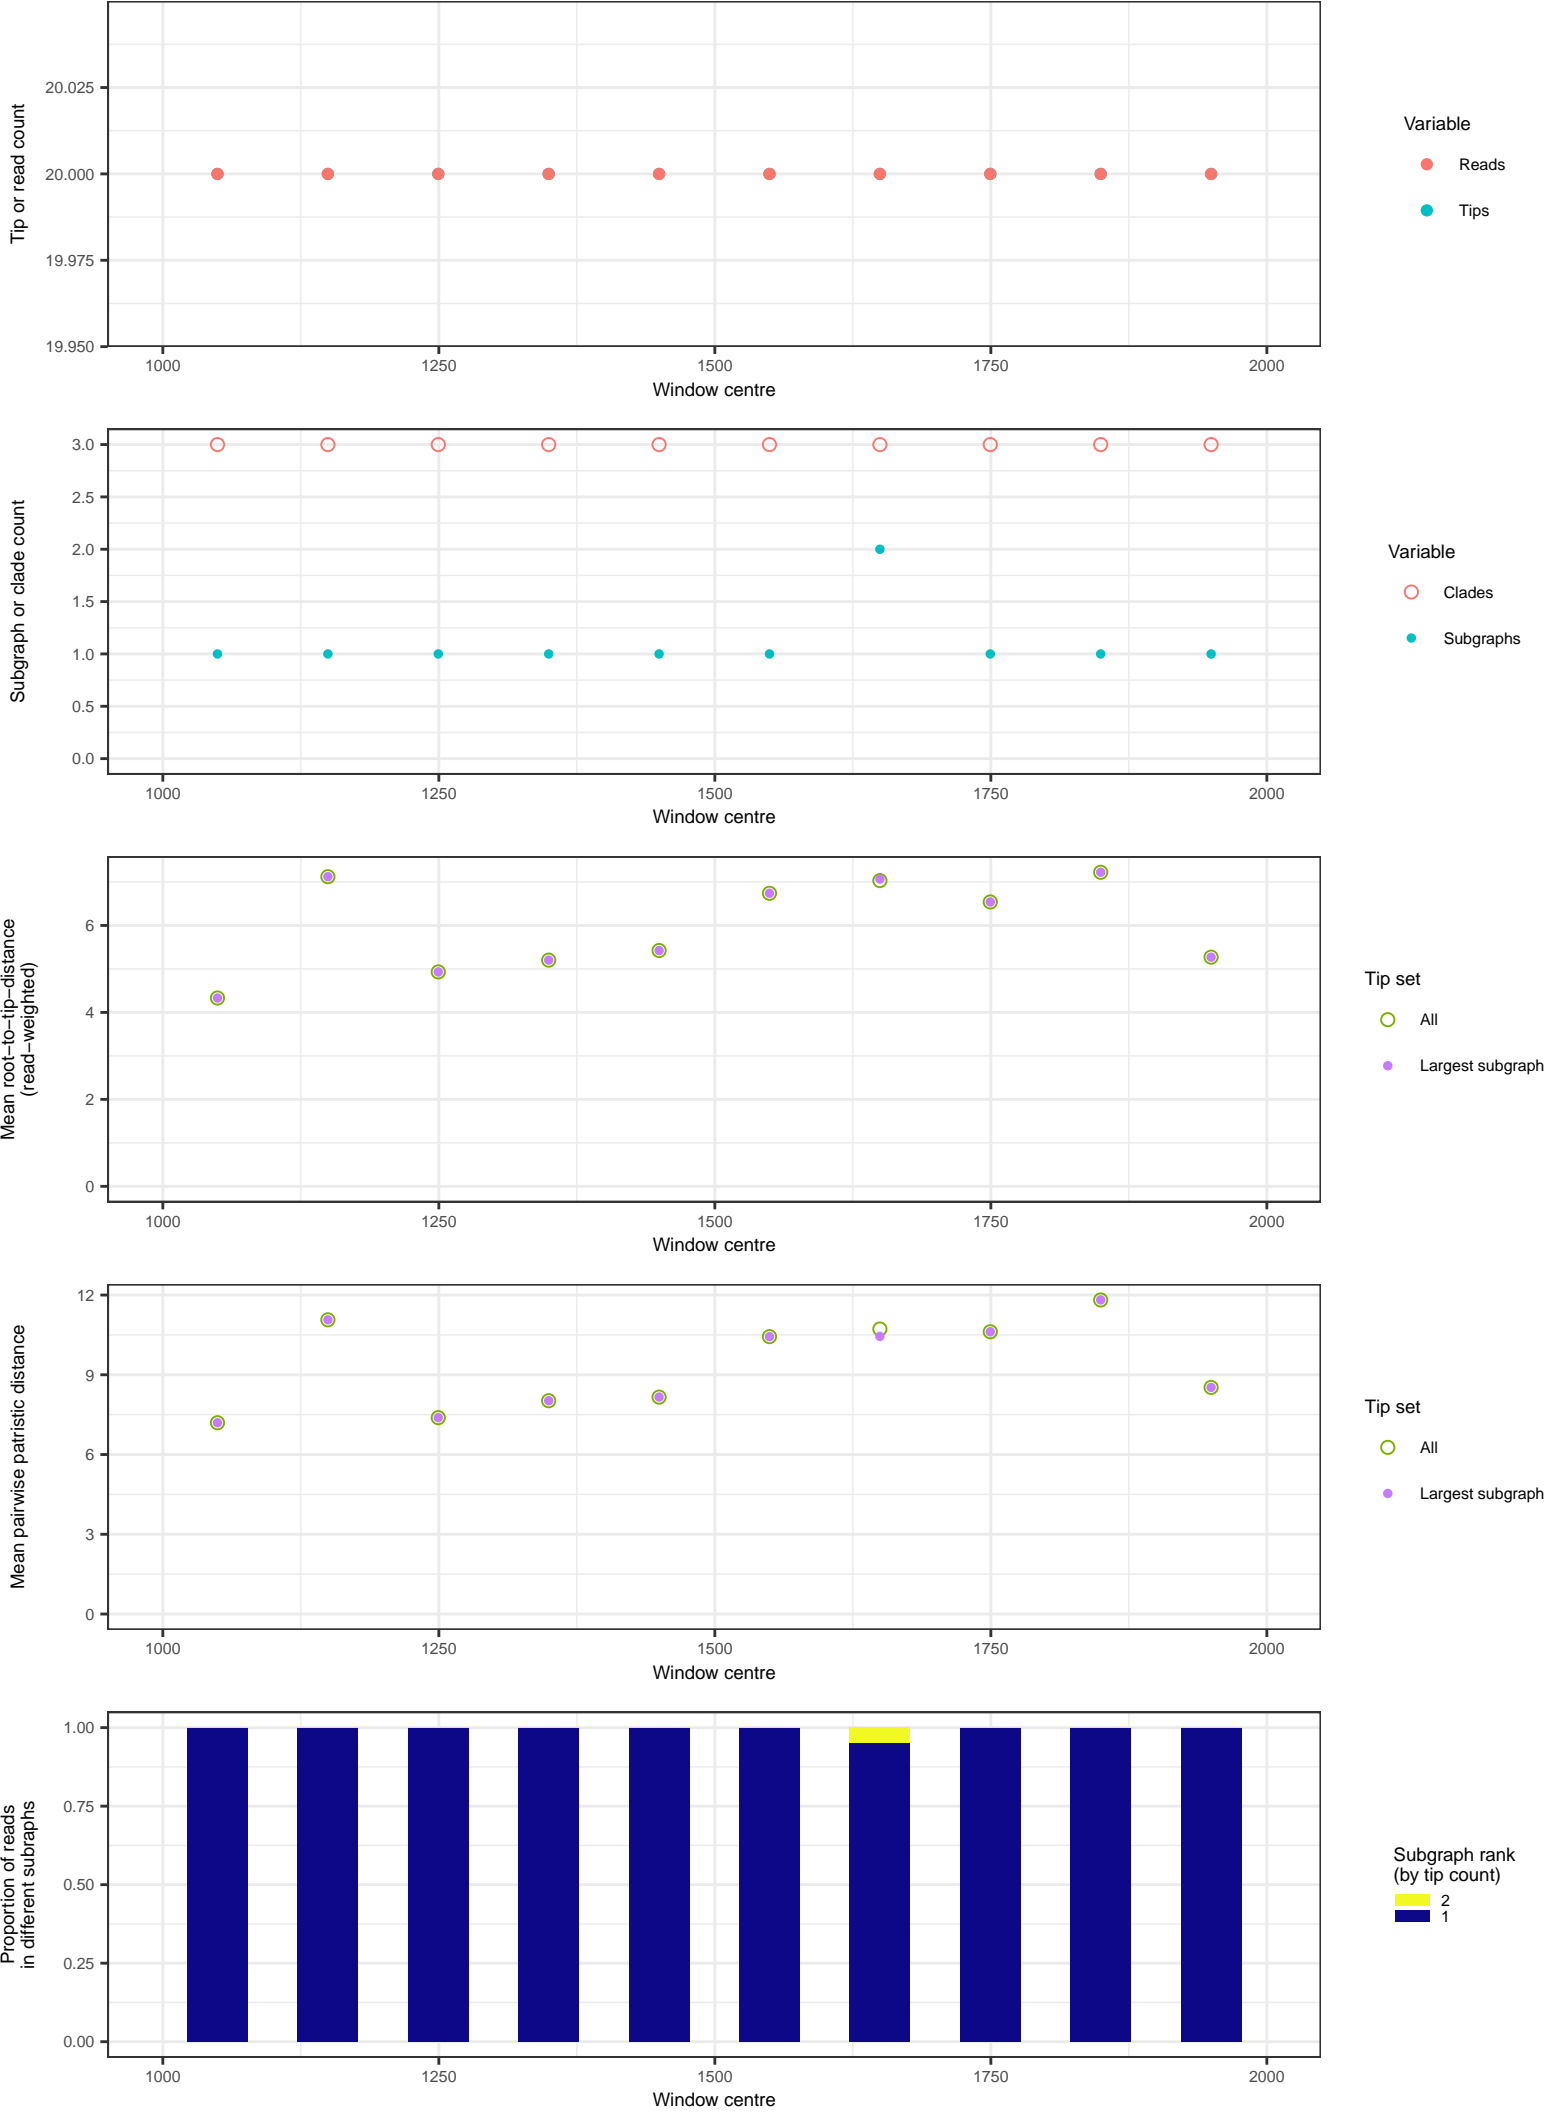 Tip or read count
20.025
20.000
19.975
19.950
1000 1250 1500 1750 2000
Window centre
Variable
Reads
Tips
Subgraph or clade count
3.0
2.5
2.0
1.5
1.0
0.5
0.0
1000 1250 1500 1750 2000
Window centre
Variable
Clades
Subgraphs
Mean root−to−tip−distance
(read−weighted)
6
4
2
0
1000 1250 1500 1750 2000
Window centre
Tip set
All
Largest subgraph
Mean pairwise patristic distance
12
9
6
3
0
1000 1250 1500 1750 2000
Window centre
Tip set
All
Largest subgraph
Proportion of reads
in different subraphs
1.00
0.75
0.50
0.25
0.00
1000 1250 1500 1750 2000
Window centre
Subgraph rank
(by tip count)
2
1